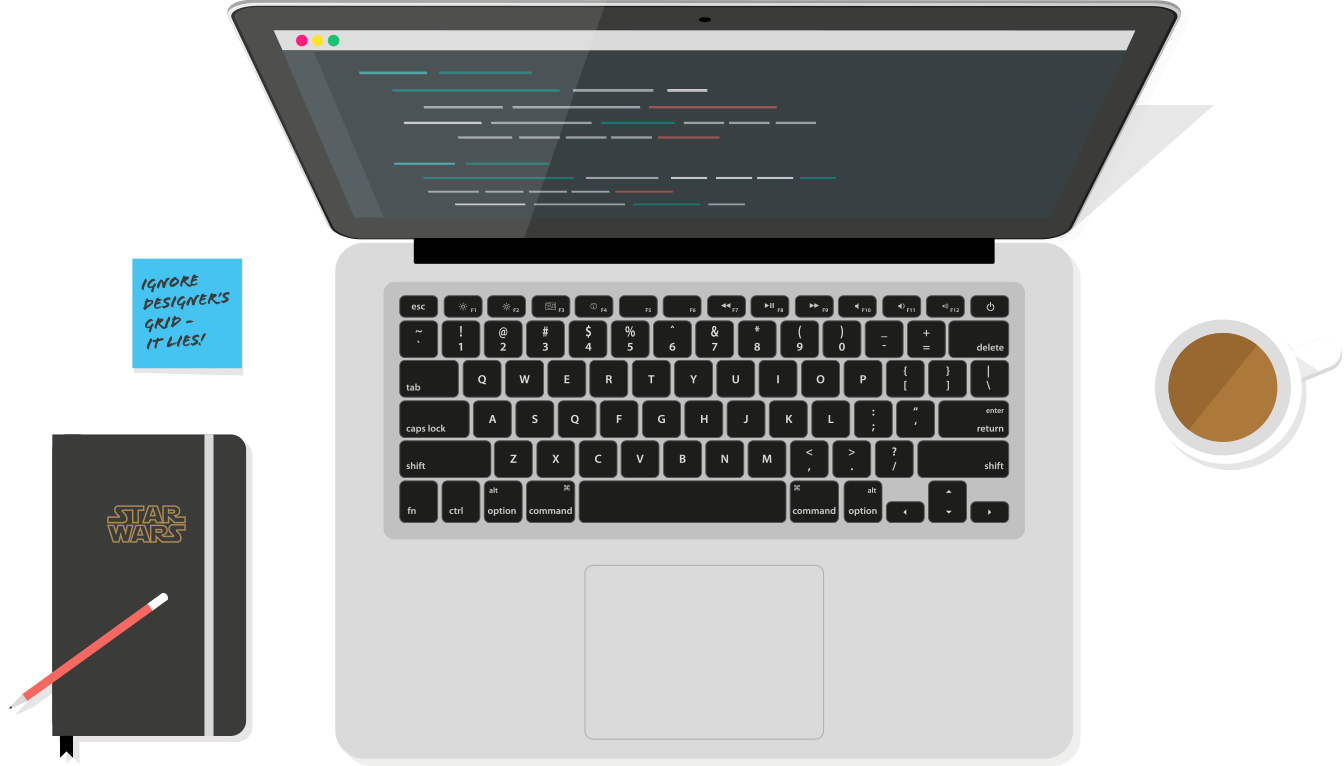 IGNORE
DESIGNER'S
GRID -
IT LIES!
STAR
WARS
esc F1 F2 F3 F4 F5 F6 F7 F8 F9 F10 F11 F12
~ ! @ # $ % ^ & * ( ) _ +
` 1 2 3 4 5 6 7 8 9 0 - = delete
tab Q W E R T Y U I O P { [ } ] | \
caps lock A S Q F G H J K L : ; “ ‘ enter return
shift Z X C V B N M < , > . ? / shift
fn ctrl alt option ⌘ command ⌘ command alt option